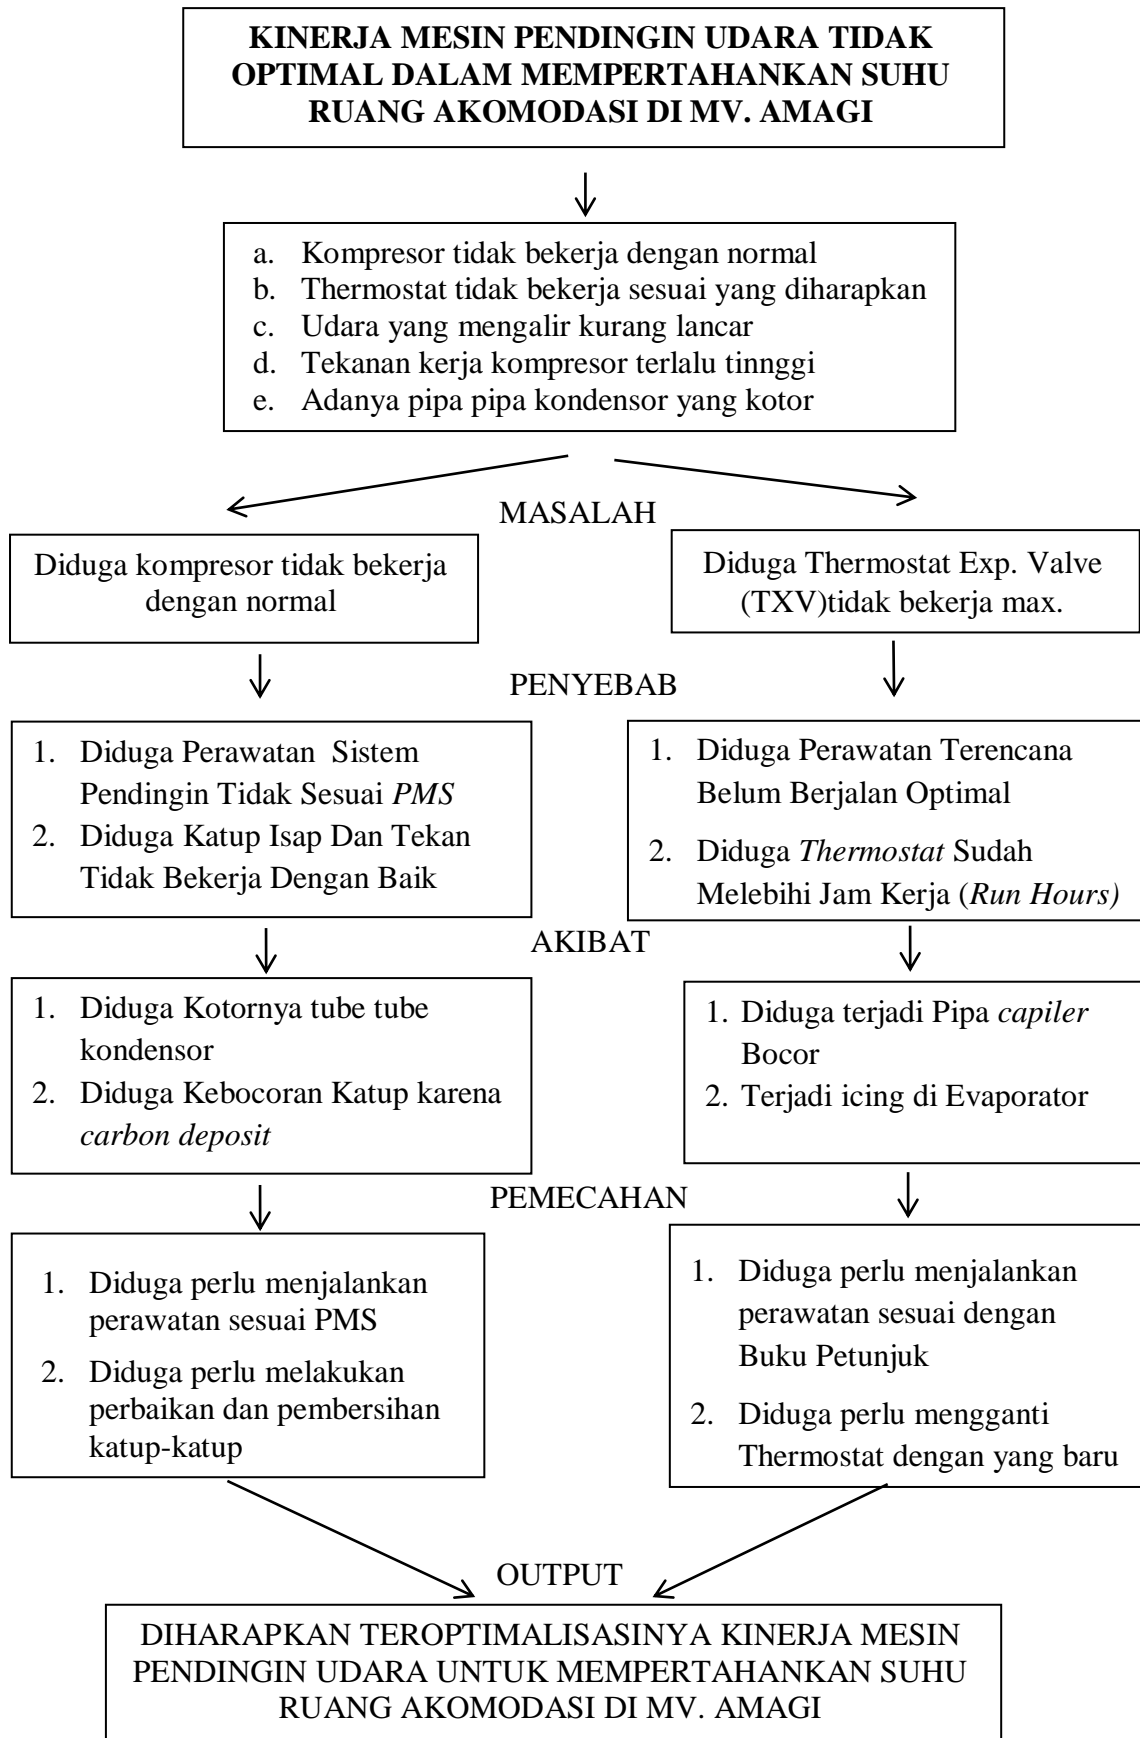 KINERJA MESIN PENDINGIN UDARA TIDAK
OPTIMAL DALAM MEMPERTAHANKAN SUHU
RUANG AKOMODASI DI MV. AMAGI
a. Kompresor tidak bekerja dengan normal
b. Thermostat tidak bekerja sesuai yang diharapkan
c. Udara yang mengalir kurang lancar
d. Tekanan kerja kompresor terlalu tinnggi
e. Adanya pipa pipa kondensor yang kotor
MASALAH
Diduga kompresor tidak bekerja
dengan normal
Diduga Thermostat Exp. Valve
(TXV)tidak bekerja max.
PENYEBAB
1. Diduga Perawatan Sistem
Pendingin Tidak Sesuai PMS
2. Diduga Katup Isap Dan Tekan
Tidak Bekerja Dengan Baik
1. Diduga Perawatan Terencana
Belum Berjalan Optimal
2. Diduga Thermostat Sudah
Melebihi Jam Kerja (Run Hours)
AKIBAT
1. Diduga Kotornya tube tube
kondensor
2. Diduga Kebocoran Katup karena
carbon deposit
1. Diduga terjadi Pipa capiler
Bocor
2. Terjadi icing di Evaporator
PEMECAHAN
1. Diduga perlu menjalankan
perawatan sesuai PMS
2. Diduga perlu melakukan
perbaikan dan pembersihan
katup-katup
1. Diduga perlu menjalankan
perawatan sesuai dengan
Buku Petunjuk
2. Diduga perlu mengganti
Thermostat dengan yang baru
OUTPUT
DIHARAPKAN TEROPTIMALISASINYA KINERJA MESIN
PENDINGIN UDARA UNTUK MEMPERTAHANKAN SUHU
RUANG AKOMODASI DI MV. AMAGI